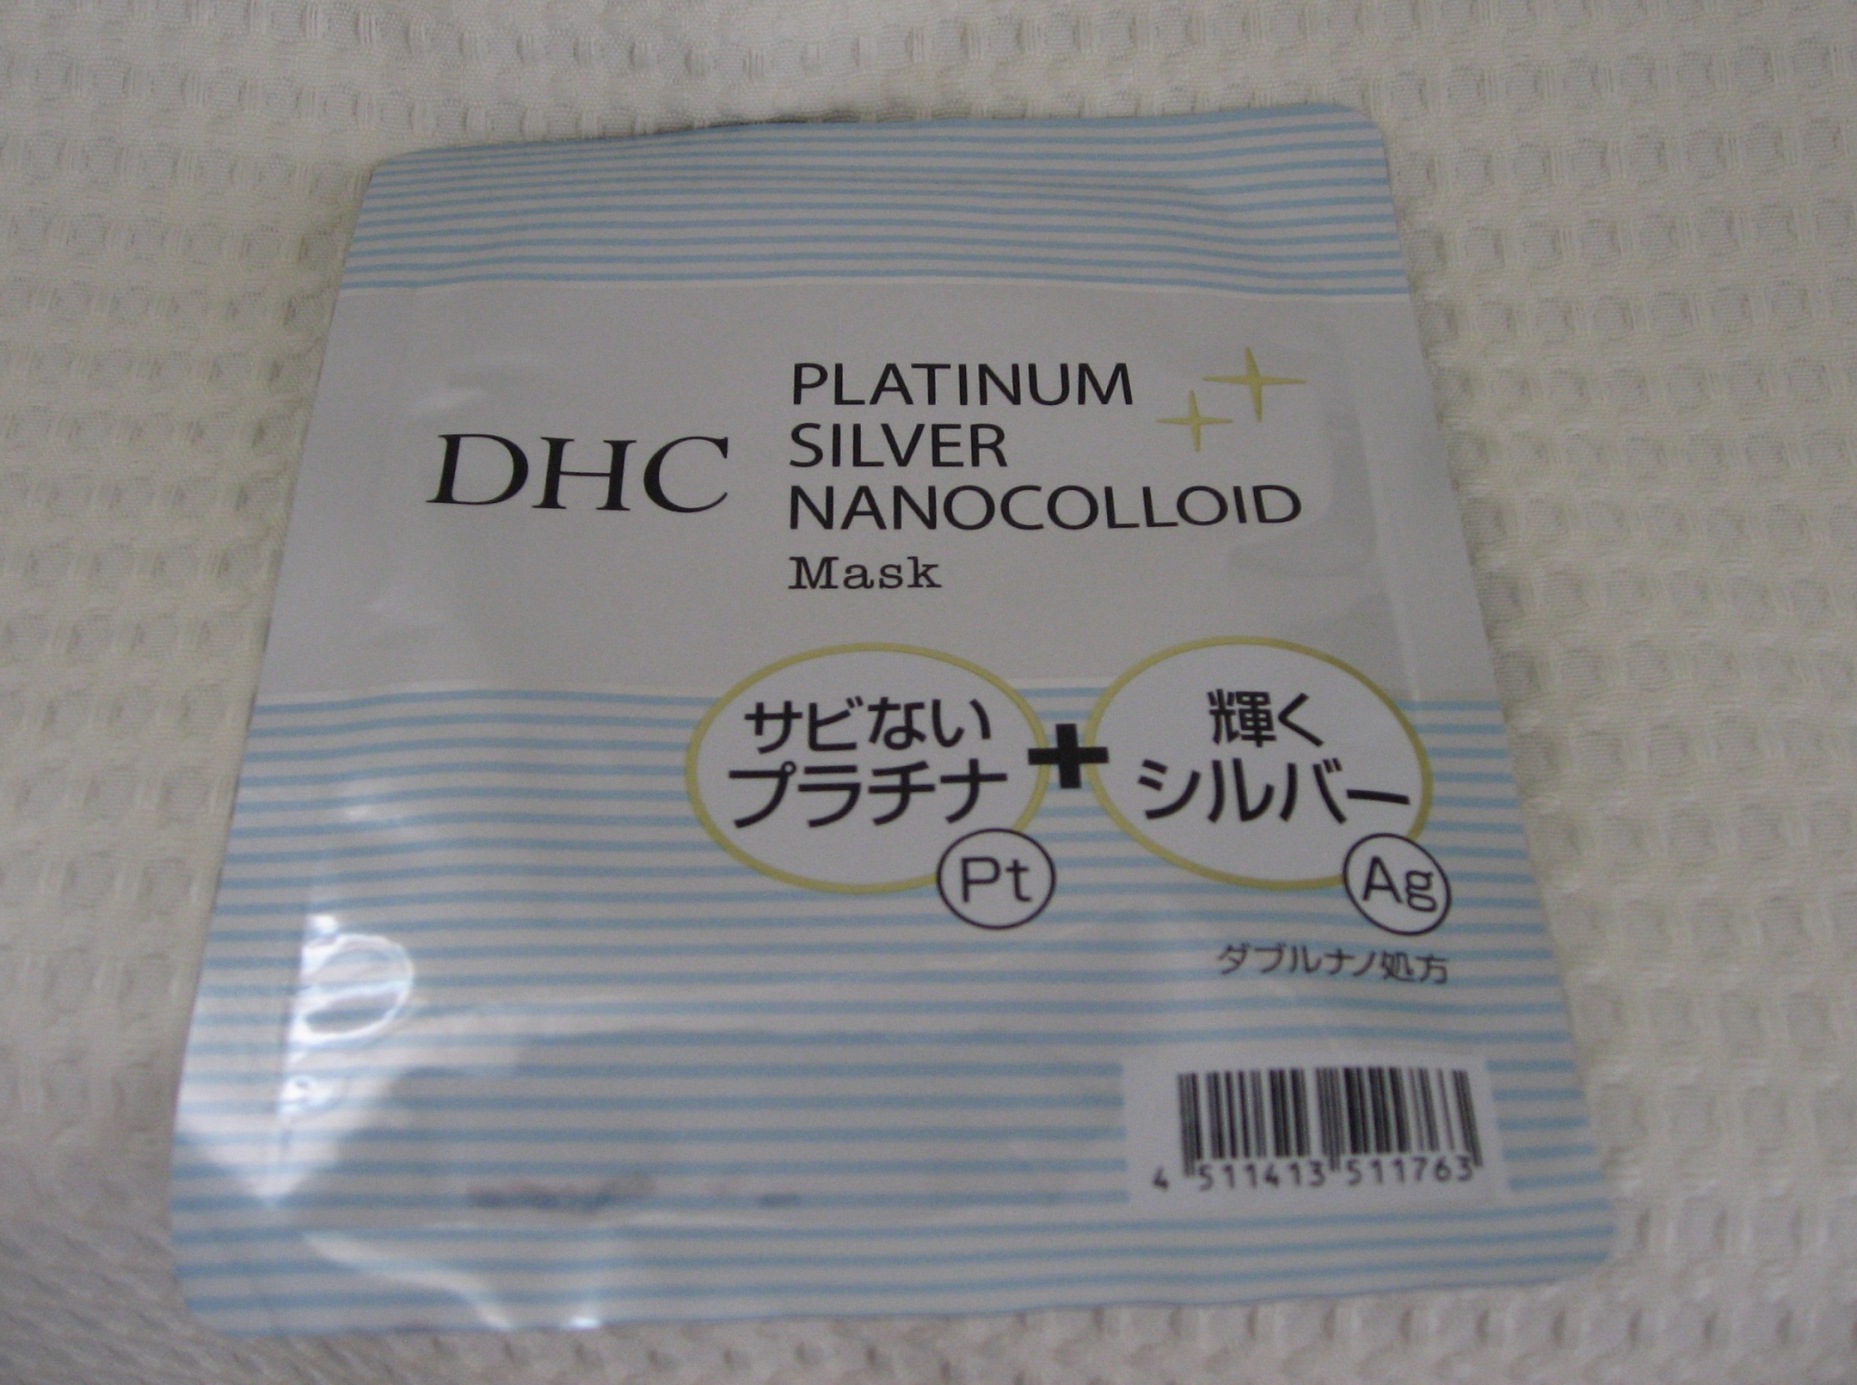 DHC
PLATINUM
SILVER
NANOCOLLOID
Mask
サビない
プラチナ
Pt
+
輝く
シルバー
Ag
ダブルナノ処方
4 511413 511763